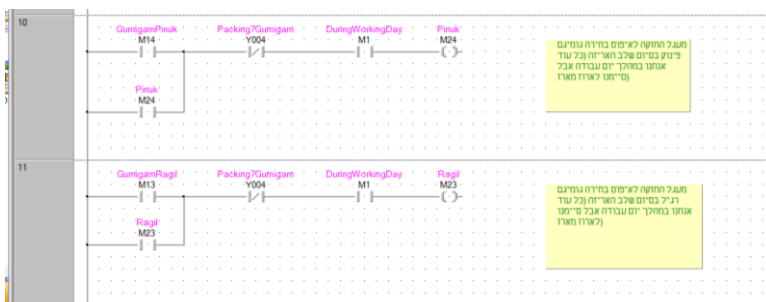 10
GumigamPinuk Packing7Gumigam DuringWorkingDay Pinuk
M14 Y004 M1 M24
Pinuk
M24
מעגל החזקה לאיפוס בחירה גומיגם
פינוק בסיום שלב האריזה (כל עוד
אנחנו במהלך יום עבודה אבל
סיימנו לארוז מארז)
11
GumigamRagil Packing7Gumigam DuringWorkingDay Ragil
M13 Y004 M1 M23
Ragil
M23
מעגל החזקה לאיפוס בחירה גומיגם
רגיל בסיום שלב האריזה (כל עוד
אנחנו במהלך יום עבודה אבל סיימנו
לארוז מארז)